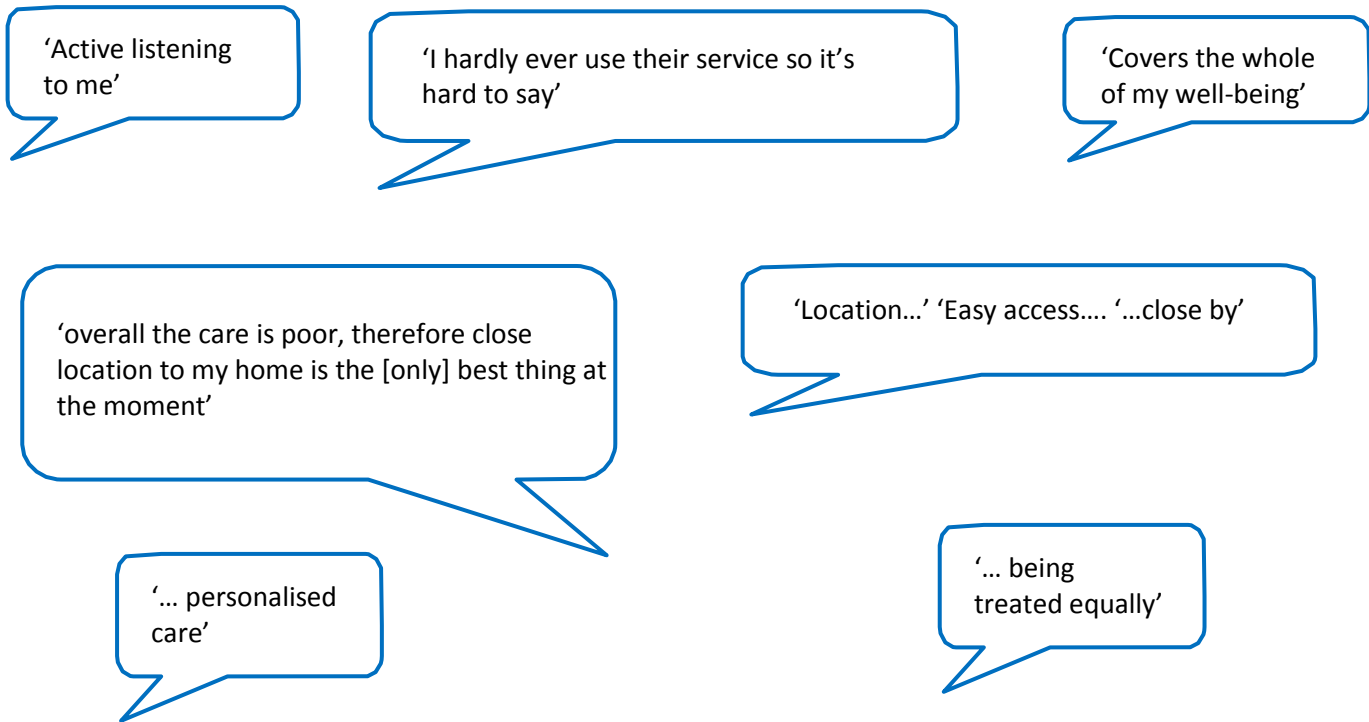 ‘Active listening
to me’
‘I hardly ever use their service so it’s
hard to say’
‘Covers the whole
of my well-being’
‘overall the care is poor, therefore close
location to my home is the [only] best thing at
the moment’
‘Location…’ ‘Easy access…. ‘…close by’
‘… personalised
care’
‘… being
treated equally’